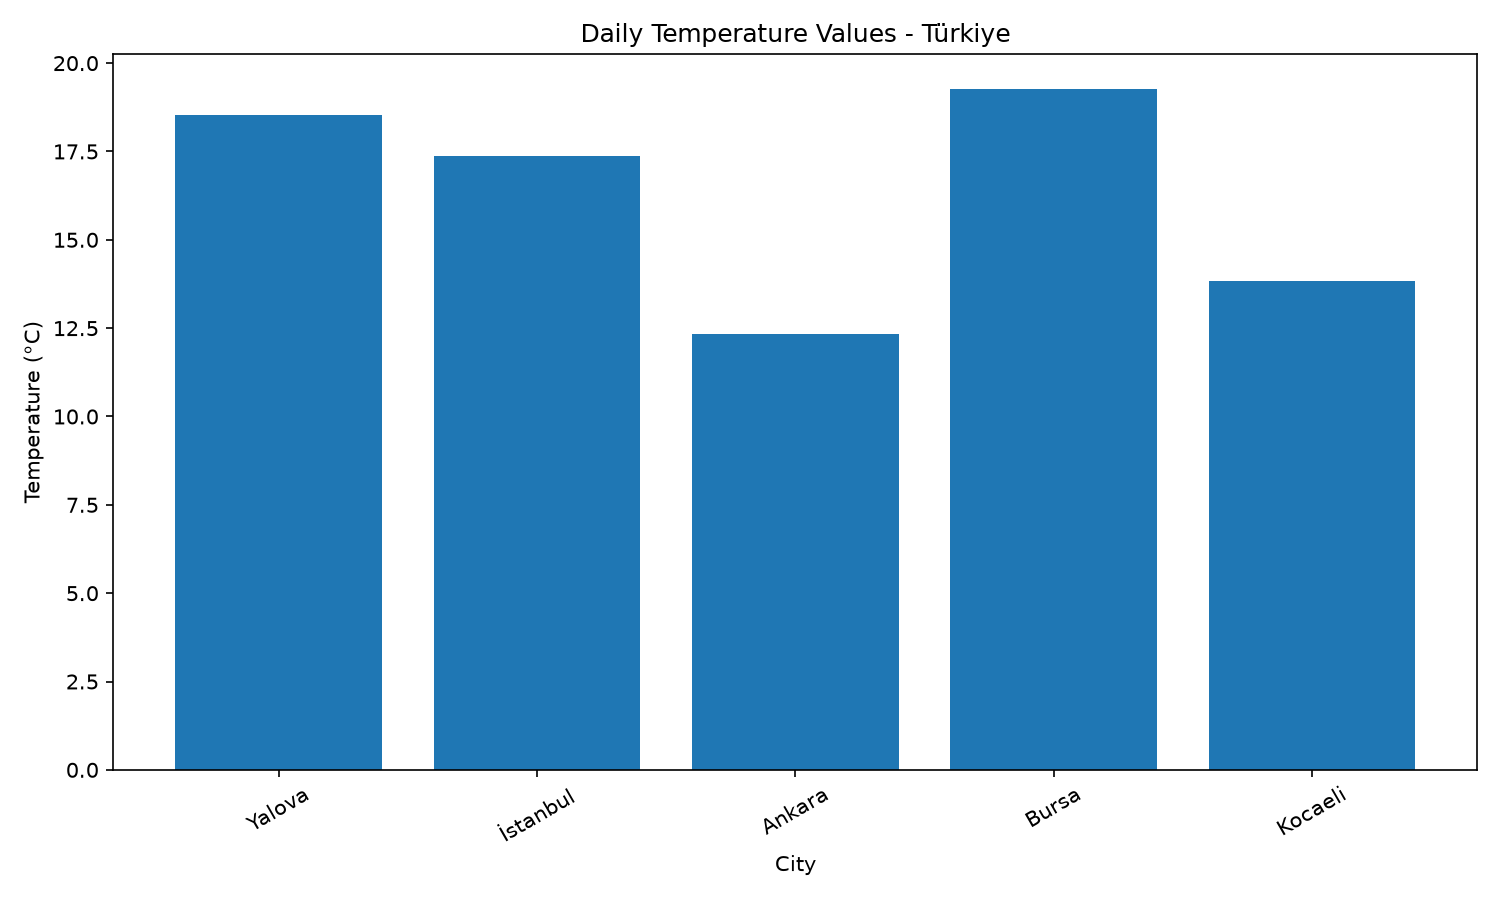 Daily Temperature Values - Türkiye
Temperature (°C)
20.0
17.5
15.0
12.5
10.0
7.5
5.0
2.5
0.0
Yalova
İstanbul
Ankara
Bursa
Kocaeli
City